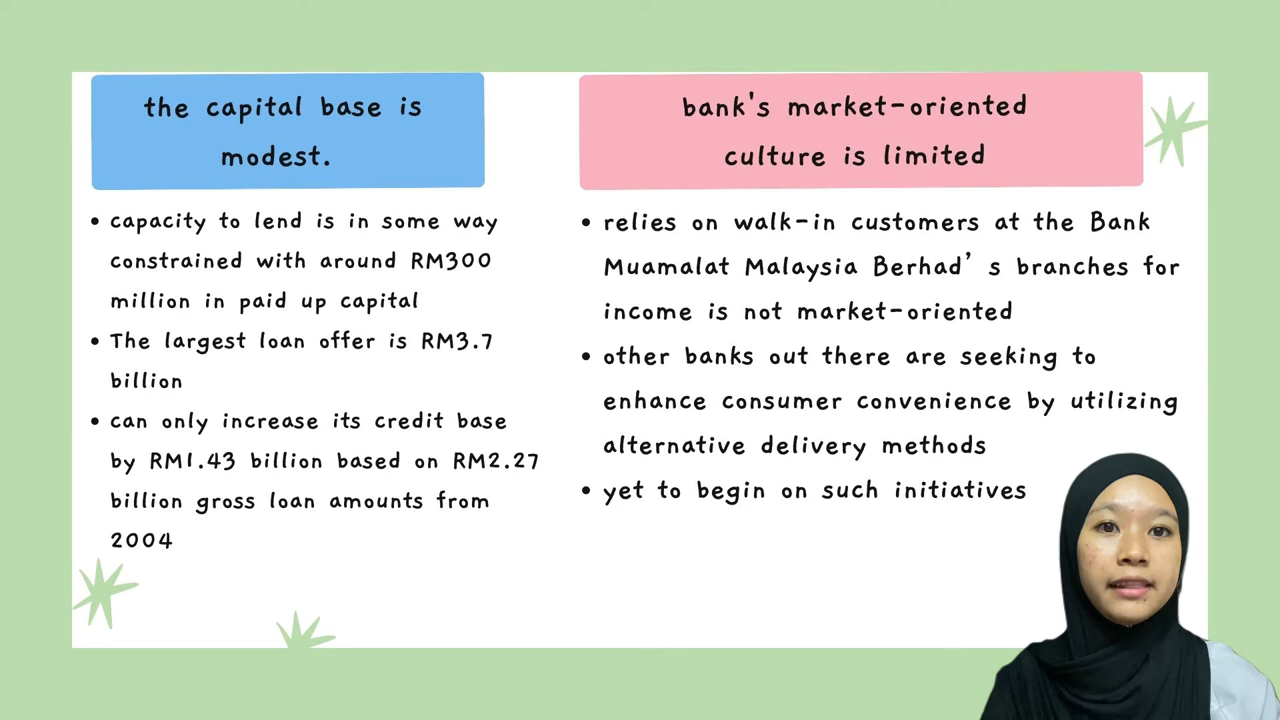 the capital base is
modest.
• capacity to lend is in some way
constrained with around RM300
million in paid up capital
• The largest loan offer is RM3.7
billion
• can only increase its credit base
by RM1.43 billion based on RM2.27
billion gross loan amounts from
2004
bank's market-oriented
culture is limited
• relies on walk-in customers at the Bank
Muamalat Malaysia Berhad’ s branches for
income is not market-oriented
• other banks out there are seeking to
enhance consumer convenience by utilizing
alternative delivery methods
• yet to begin on such initiatives